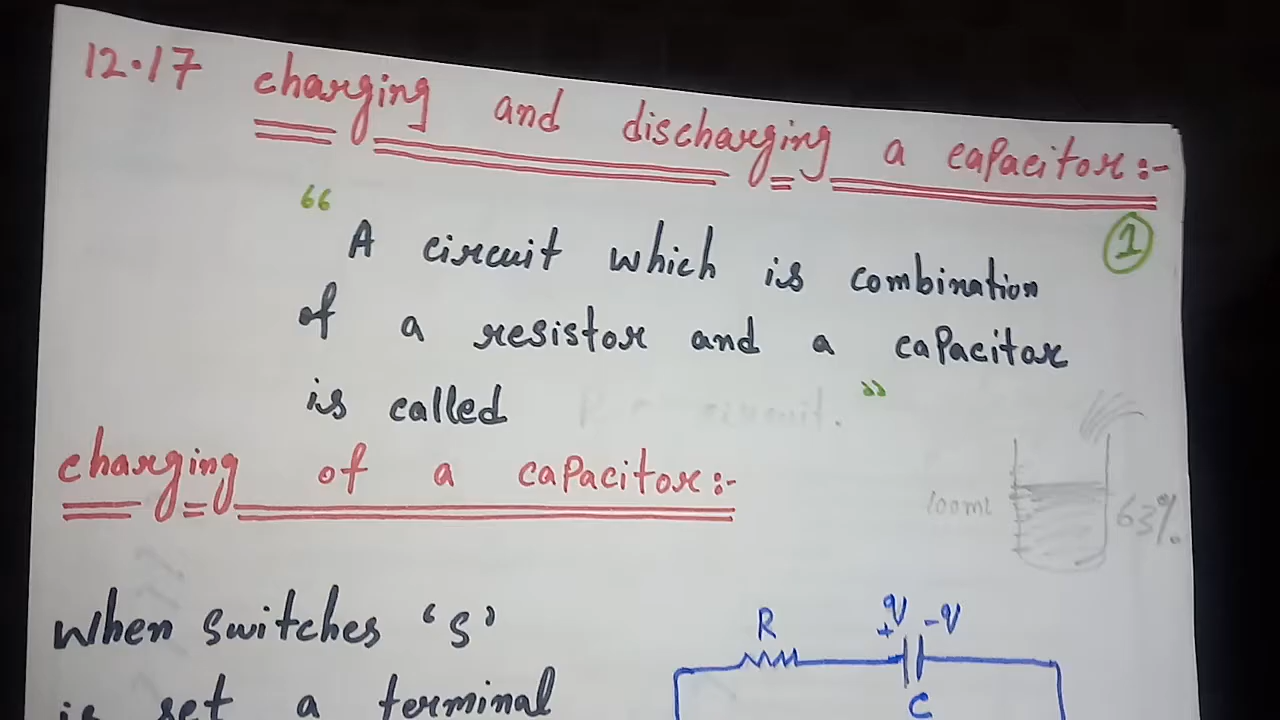 12.17 charging and discharging a capacitor:-
1
“ A circuit which is combination
of a resistor and a capacitor
is called ”
charging of a capacitor:-
100ml
63%
When switches ‘S’
is set a terminal
R
+q -q
C